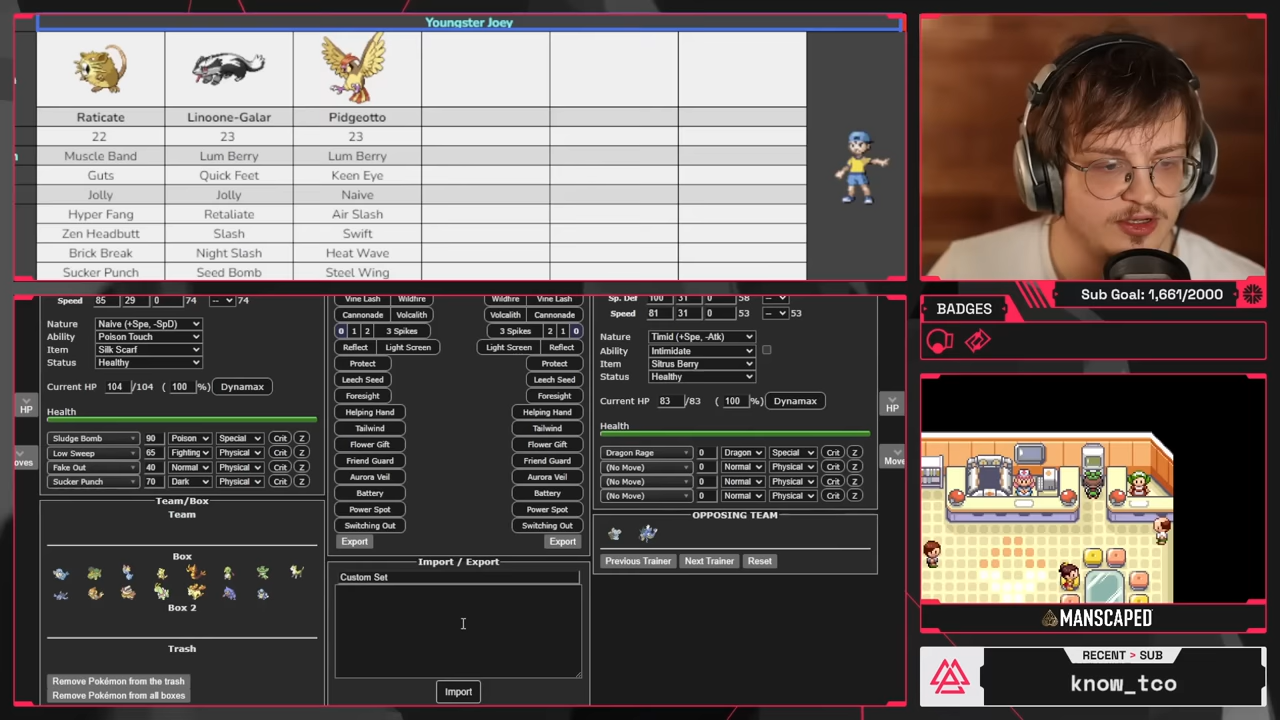 Youngster Joey
Raticate Linoone-Galar Pidgeotto
22 23 23
Muscle Band Lum Berry Lum Berry
Guts Quick Feet Keen Eye
Jolly Jolly Naive
Hyper Fang Retaliate Air Slash
Zen Headbutt Slash Swift
Brick Break Night Slash Heat Wave
Sucker Punch Seed Bomb Steel Wing
Speed 85 29 0 74 -- 74
Nature Naive (+Spe, -SpD)
Ability Poison Touch
Item Silk Scarf
Status Healthy
Current HP 104 /104 ( 100 %) Dynamax
HP
Health
Sludge Bomb 90 Poison Special Crit Z
Low Sweep 65 Fighting Physical Crit Z
Fake Out 40 Normal Physical Crit Z
Sucker Punch 70 Dark Physical Crit Z
oves
Team/Box
Team
Box
Box 2
Trash
Remove Pokémon from the trash
Remove Pokémon from all boxes
Vine Lash Wildfire Wildfire Vine Lash
Cannonade Volcalith Volcalith Cannonade
0 1 2 3 Spikes 3 Spikes 2 1 0
Reflect Light Screen Light Screen Reflect
Protect Protect
Leech Seed Leech Seed
Foresight Foresight
Helping Hand Helping Hand
Tailwind Tailwind
Flower Gift Flower Gift
Friend Guard Friend Guard
Aurora Veil Aurora Veil
Battery Battery
Power Spot Power Spot
Switching Out Switching Out
Export Export
Import / Export
Custom Set
Import
Sp. Def 100 31 0 58 --
Speed 81 31 0 53 -- 53
Nature Timid (+Spe, -Atk)
Ability Intimidate
Item Sitrus Berry
Status Healthy
Current HP 83 /83 ( 100 %) Dynamax
HP
Health
Dragon Rage 0 Dragon Special Crit Z
(No Move) 0 Normal Physical Crit Z
(No Move) 0 Normal Physical Crit Z
(No Move) 0 Normal Physical Crit Z
Move
OPPOSING TEAM
Previous Trainer Next Trainer Reset
Sub Goal: 1,661/2000
BADGES
MANSCAPED
RECENT > SUB
know_tco